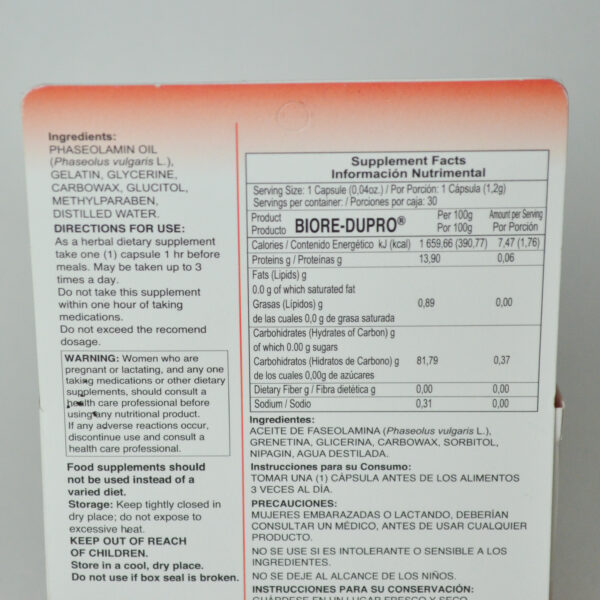 Ingredients:
PHASEOLAMIN OIL
(Phaseolus vulgaris L.),
GELATIN, GLYCERINE,
CARBOWAX, GLUCITOL,
METHYLPARABEN,
DISTILLED WATER.
DIRECTIONS FOR USE:
As a herbal dietary supplement
take one (1) capsule 1 hr before
meals. May be taken up to 3
times a day.
Do not take this supplement
within one hour of taking
medications.
Do not exceed the recomend
dosage.
WARNING: Women who are
pregnant or lactating, and any one
taking medications or other dietary
supplements, should consult a
health care professional before
using any nutritional product.
If any adverse reactions occur,
discontinue use and consult a
health care professional.
Food supplements should
not be used instead of a
varied diet.
Storage: Keep tightly closed in
dry place; do not expose to
excessive heat.
KEEP OUT OF REACH
OF CHILDREN.
Store in a cool, dry place.
Do not use if box seal is broken.
Supplement Facts
Información Nutrimental
Serving Size: 1 Capsule (0,04oz.) / Por Porción: 1 Cápsula (1,2g)
Servings per container: / Porciones por caja: 30
Product Producto BIORE-DUPRO® Per 100g Por 100g Amount per Serving Por Porción
Calories / Contenido Energético kJ (kcal) 1 659,66 (390,77) 7,47 (1,76)
Proteins g / Proteínas g 13,90 0,06
Fats (Lipids) g
0.0 g of which saturated fat
Grasas (Lípidos) g 0,89 0,00
de las cuales 0,0 g de grasa saturada
Carbohidrates (Hydrates of Carbon) g
of which 0.00 g sugars
Carbohidratos (Hidratos de Carbono) g 81,79 0,37
de los cuales 0,00g de azúcares
Dietary Fiber g / Fibra dietética g 0,00 0,00
Sodium / Sodio 0,31 0,00
Ingredientes:
ACEITE DE FASEOLAMINA (Phaseolus vulgaris L.),
GRENETINA, GLICERINA, CARBOWAX, SORBITOL,
NIPAGIN, AGUA DESTILADA.
Instrucciones para su Consumo:
TOMAR UNA (1) CÁPSULA ANTES DE LOS ALIMENTOS
3 VECES AL DÍA.
PRECAUCIONES:
MUJERES EMBARAZADAS O LACTANDO, DEBERÍAN
CONSULTAR UN MÉDICO, ANTES DE USAR CUALQUIER
PRODUCTO.
NO SE USE SI ES INTOLERANTE O SENSIBLE A LOS
INGREDIENTES.
NO SE DEJE AL ALCANCE DE LOS NIÑOS.
INSTRUCCIONES PARA SU CONSERVACIÓN:
GUÁRDESE EN UN LUGAR FRESCO Y SECO